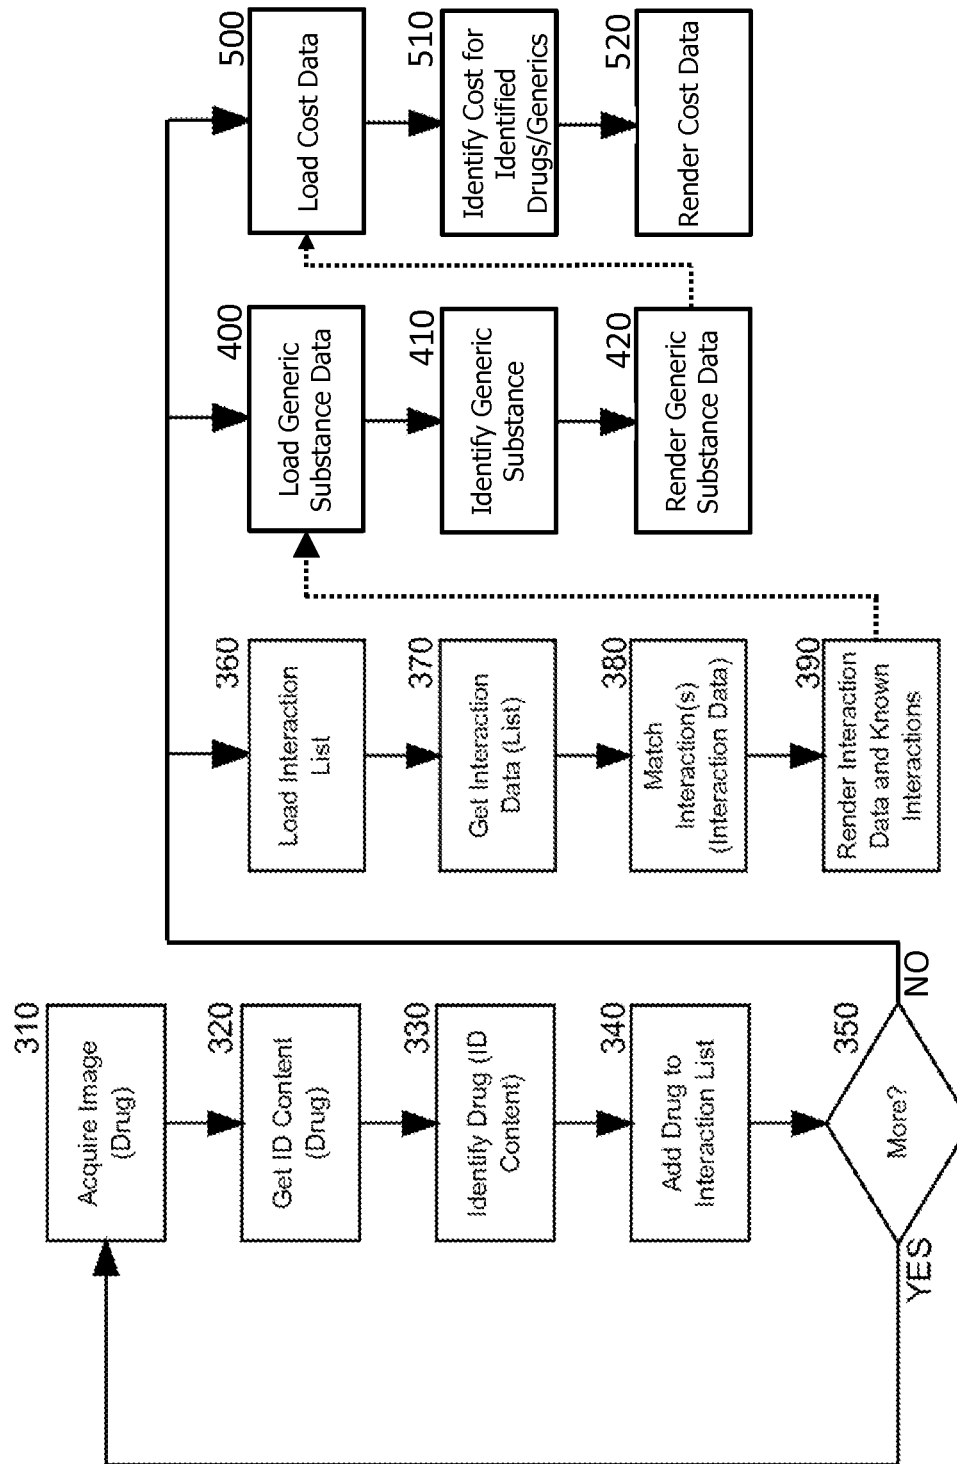 310
Acquire Image
(Drug)
320
Get ID Content
(Drug)
330
Identify Drug (ID
Content)
340
Add Drug to
Interaction List
350
More?
YES
NO
360
Load Interaction
List
370
Get Interaction
Data (List)
380
Match
Interaction(s)
(Interaction Data)
390
Render Interaction
Data and Known
Interactions
400
Load Generic
Substance Data
410
Identify Generic
Substance
420
Render Generic
Substance Data
500
Load Cost Data
510
Identify Cost for
Identified
Drugs/Generics
520
Render Cost Data